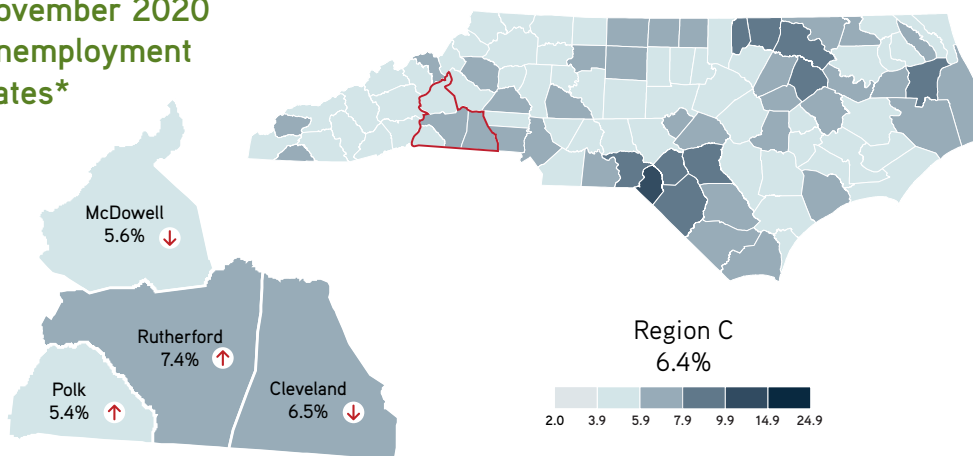 ovember 2020
nemployment
ates*
McDowell
5.6%
Rutherford
7.4%
Polk
5.4%
Cleveland
6.5%
Region C
6.4%
2.0 3.9 5.9 7.9 9.9 14.9 24.9